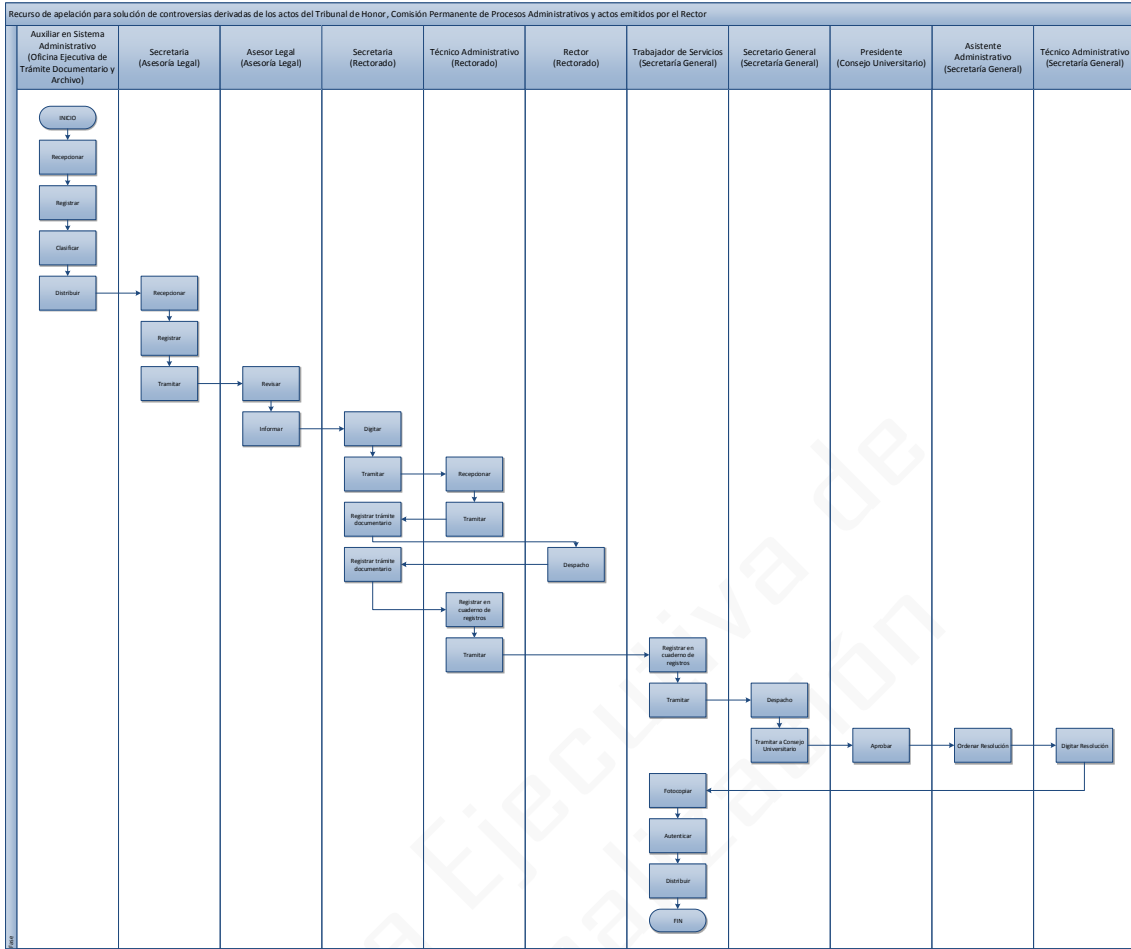 Recurso de apelación para solución de controversias derivadas de los actos del Tribunal de Honor, Comisión Permanente de Procesos Administrativos y actos emitidos por el Rector
Auxiliar en Sistema
Administrativo
(Oficina Ejecutiva de
Trámite Documentario y
Archivo)
Secretaria
(Asesoría Legal)
Asesor Legal
(Asesoría Legal)
Secretaria
(Rectorado)
Técnico Administrativo
(Rectorado)
Rector
(Rectorado)
Trabajador de Servicios
(Secretaría General)
Secretario General
(Secretaría General)
Presidente
(Consejo Universitario)
Asistente
Administrativo
(Secretaría General)
Técnico Administrativo
(Secretaría General)
INICIO
Recepcionar
Registrar
Clasificar
Distribuir
Recepcionar
Registrar
Tramitar
Revisar
Informar
Digitar
Tramitar
Recepcionar
Registrar trámite
documentario
Tramitar
Registrar trámite
documentario
Despacho
Registrar en
cuaderno de
registros
Tramitar
Registrar en
cuaderno de
registros
Tramitar
Despacho
Tramitar a Consejo
Universitario
Aprobar
Ordenar Resolución
Digitar Resolución
Fotocopiar
Autenticar
Distribuir
FIN
Fase
a Ejecutiva de
alización